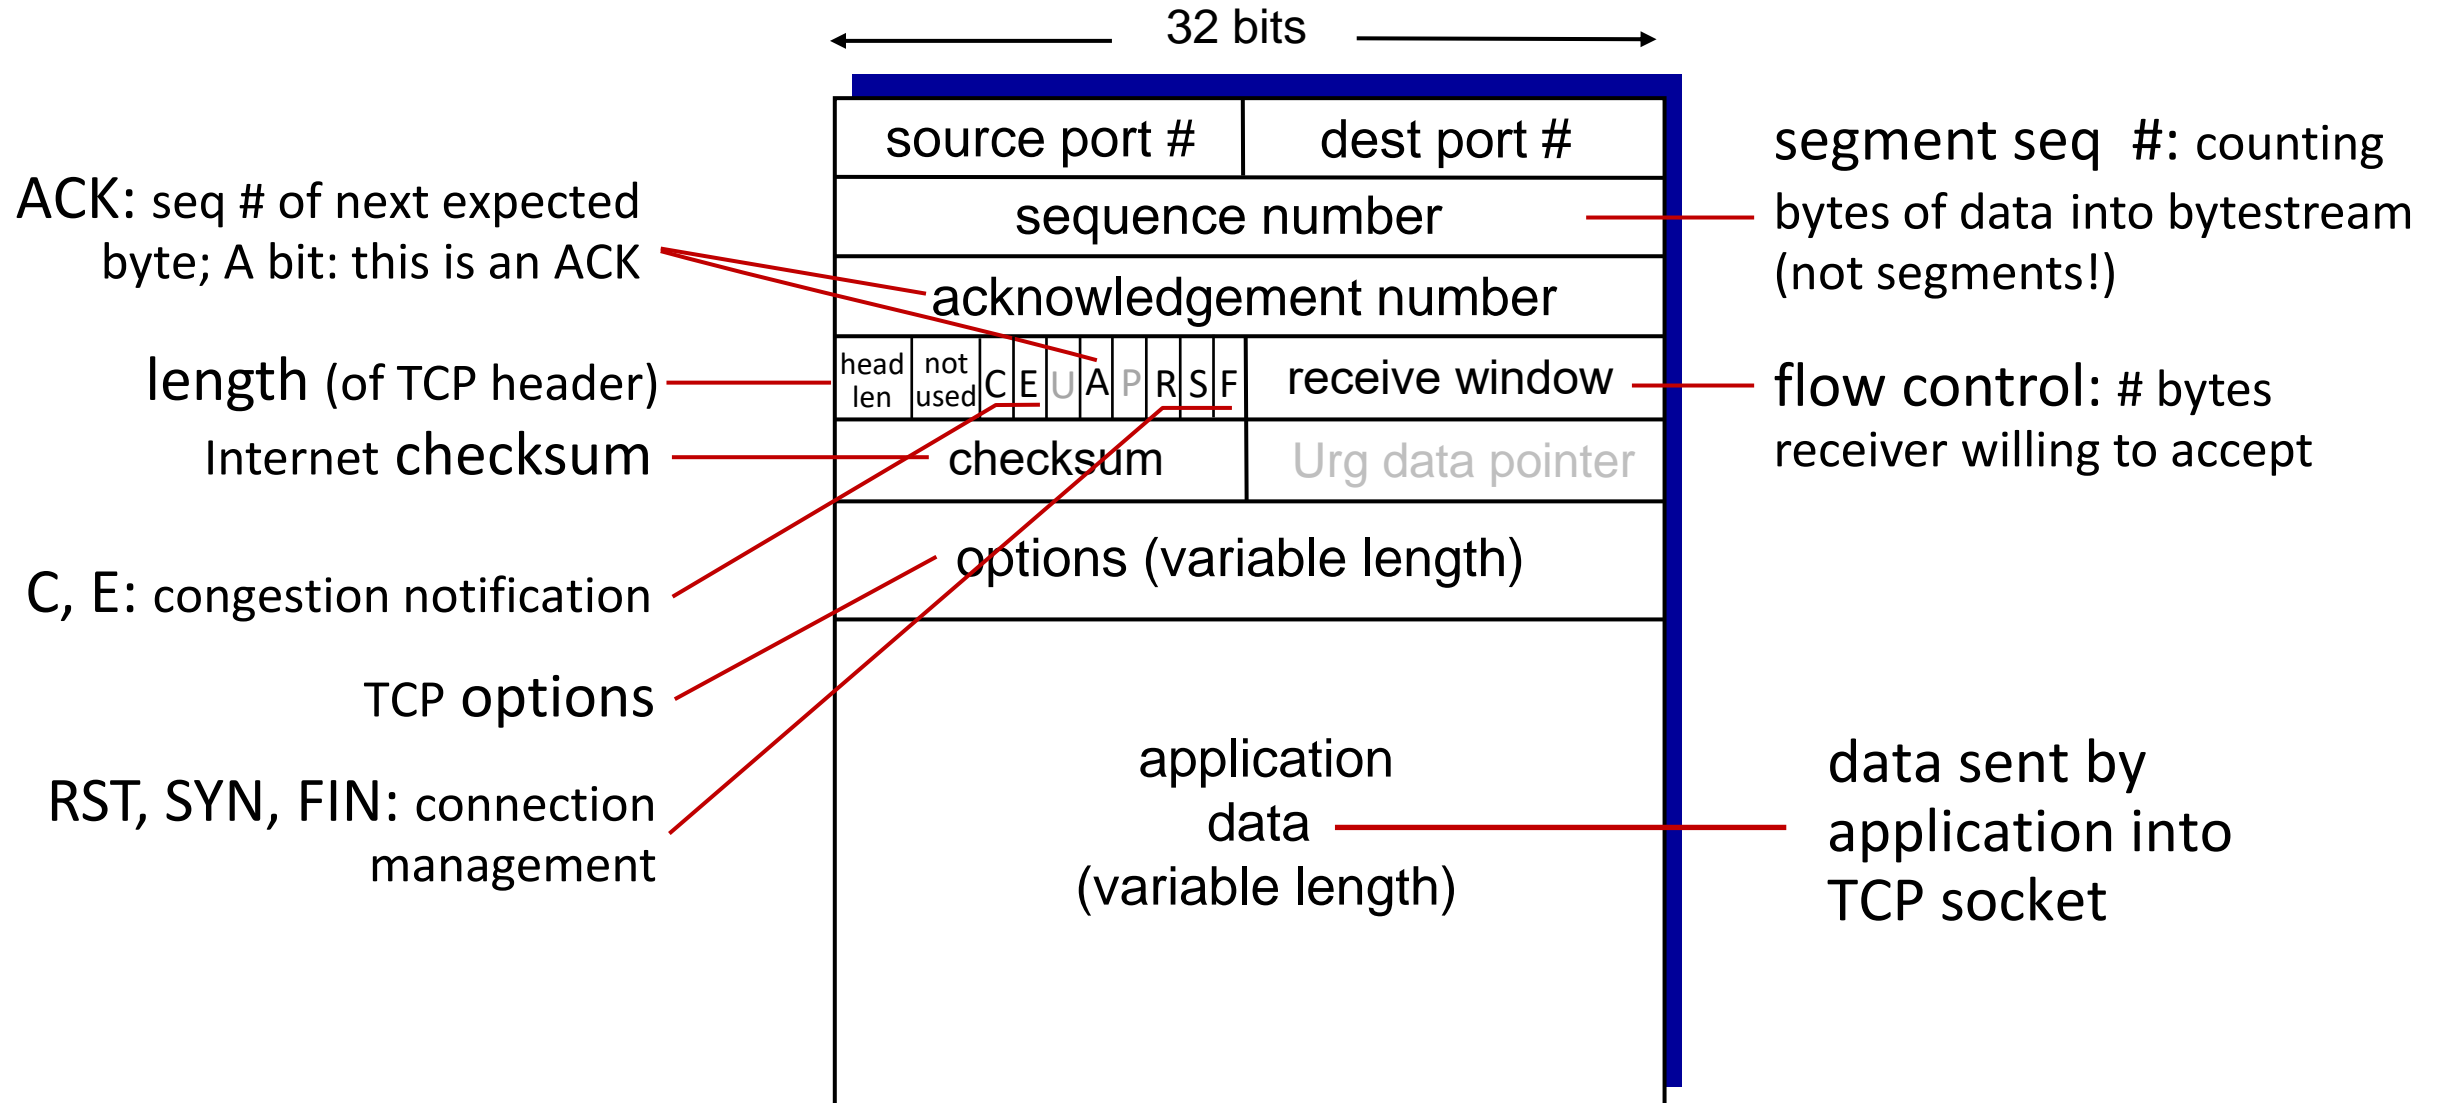 32 bits
source port #
dest port #
sequence number
acknowledgement number
head
len
not
used
C
E
U
A
P
R
S
F
receive window
checksum
Urg data pointer
options (variable length)
application
data
(variable length)
ACK: seq # of next expected
byte; A bit: this is an ACK
length (of TCP header)
Internet checksum
C, E: congestion notification
TCP options
RST, SYN, FIN: connection
management
segment seq #: counting
bytes of data into bytestream
(not segments!)
flow control: # bytes
receiver willing to accept
data sent by
application into
TCP socket